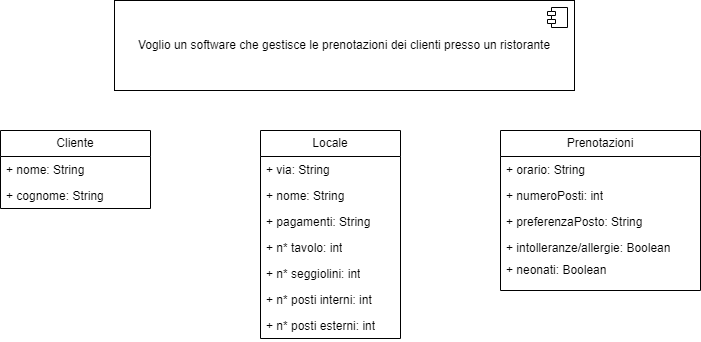 Voglio un software che gestisce le prenotazioni dei clienti presso un ristorante
Cliente
+ nome: String
+ cognome: String
Locale
+ via: String
+ nome: String
+ pagamenti: String
+ n* tavolo: int
+ n* seggiolini: int
+ n* posti interni: int
+ n* posti esterni: int
Prenotazioni
+ orario: String
+ numeroPosti: int
+ preferenzaPosto: String
+ intolleranze/allergie: Boolean
+ neonati: Boolean